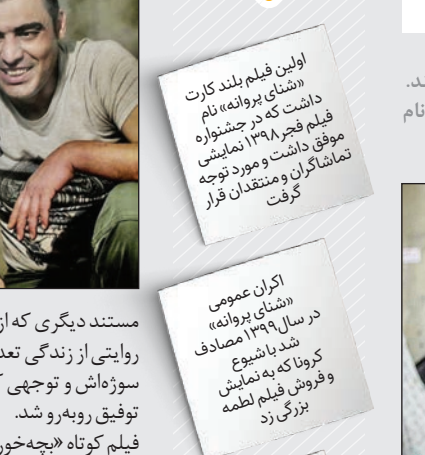 اولین فیلم بلند کارت
«شنای پروانه» نام
داشت که در جشنواره
فیلم فجر ۱۳۹۸ نمایشی
موفق داشت و مورد توجه
تماشاگران و منتقدان قرار
گرفت
اکران عمومی
«شنای پروانه»
در سال۱۳۹۹ مصادف
شد با شیوع
کرونا که به نمایش
و فروش فیلم لطمه
بزرگی زد
ند.
نام
مستند دیگری که از
روایتی از زندگی تعد
سوژه‌اش و توجهی ک
توفیق روبه‌رو شد.
فیلم کوتاه «بچه‌خور